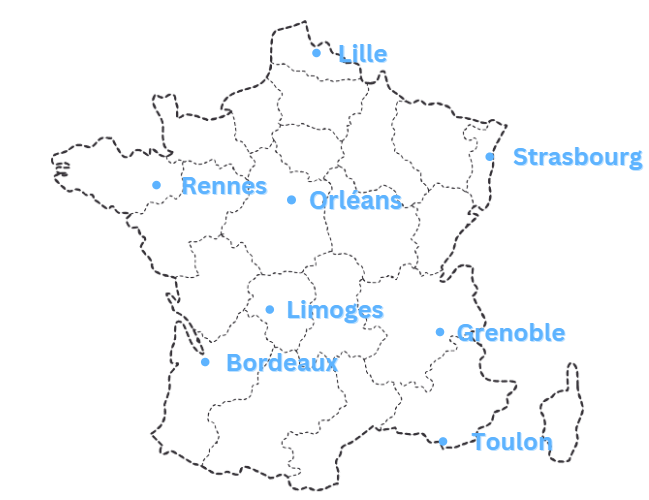 Lille
Strasbourg
Rennes
Orléans
Limoges
Grenoble
Bordeaux
Toulon